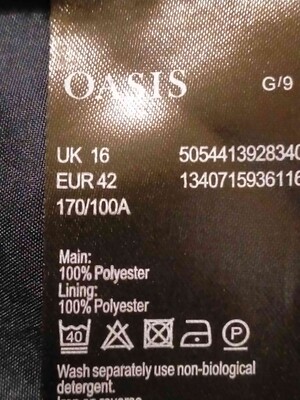 OASIS
G/9
UK 16 5054413928340
EUR 42 1340715936116
170/100A
Main:
100% Polyester
Lining:
100% Polyester
40 P
Wash separately use non-biological
detergent.